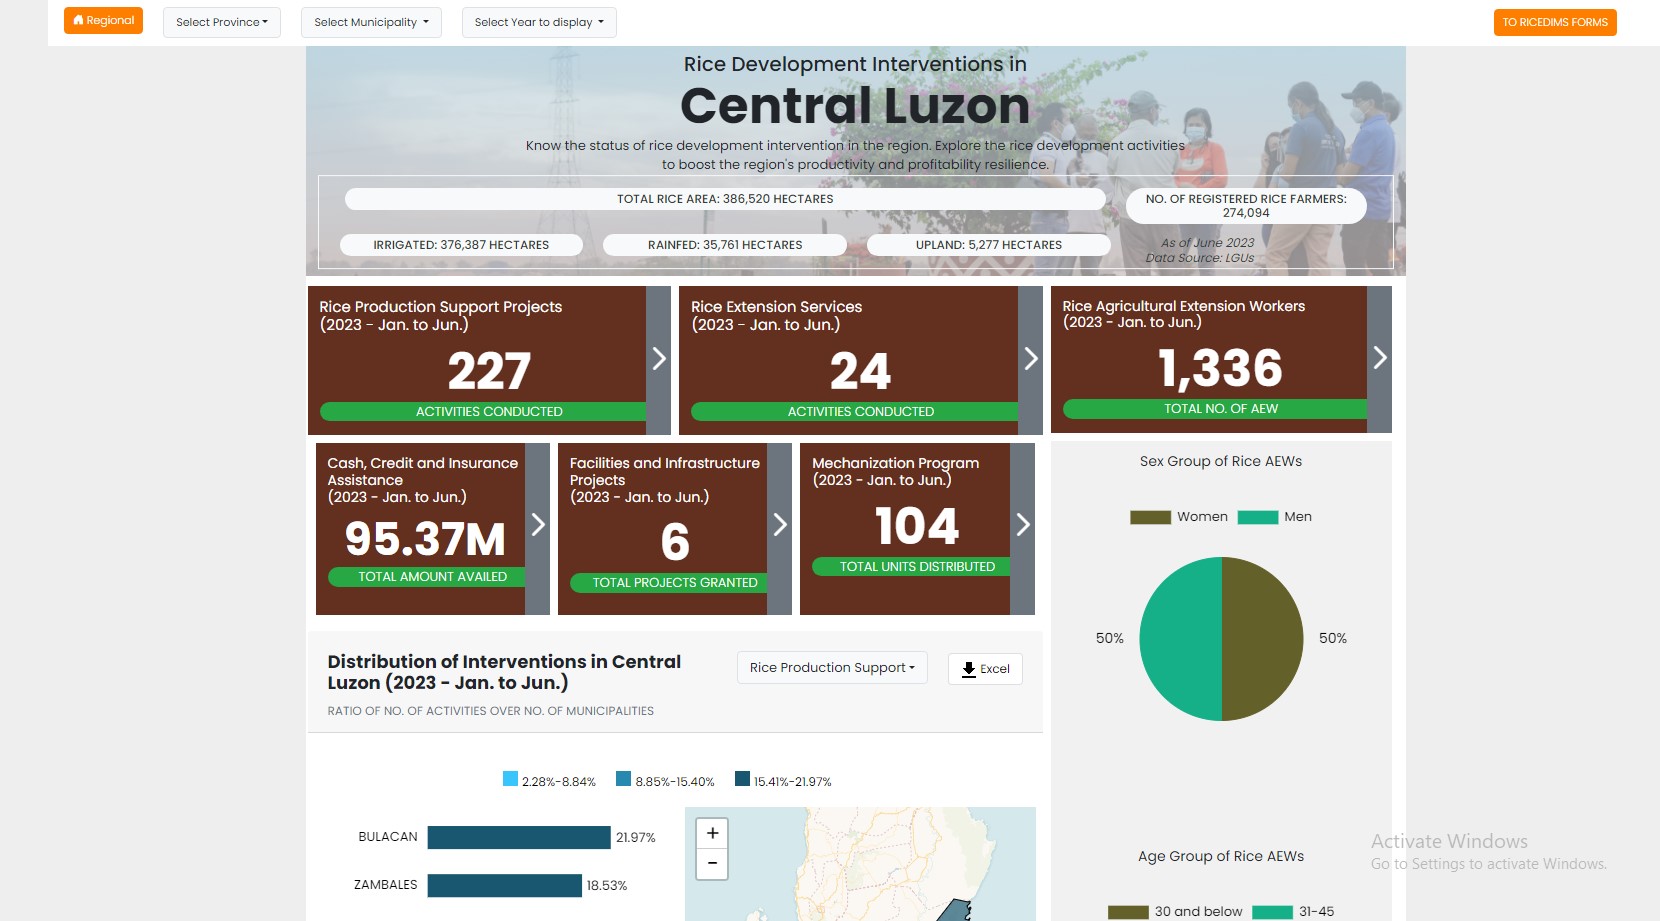 Regional
Select Province
Select Municipality
Select Year to display
TO RICEDIMS FORMS
Rice Development Interventions in
Central Luzon
Know the status of rice development intervention in the region. Explore the rice development activities
to boost the region's productivity and profitability resilience.
TOTAL RICE AREA: 386,520 HECTARES
NO. OF REGISTERED RICE FARMERS:
274,094
IRRIGATED: 376,387 HECTARES
RAINFED: 35,761 HECTARES
UPLAND: 5,277 HECTARES
As of June 2023
Data Source: LGUs
Rice Production Support Projects
(2023 - Jan. to Jun.)
227
ACTIVITIES CONDUCTED
Rice Extension Services
(2023 - Jan. to Jun.)
24
ACTIVITIES CONDUCTED
Rice Agricultural Extension Workers
(2023 - Jan. to Jun.)
1,336
TOTAL NO. OF AEW
Cash, Credit and Insurance
Assistance
(2023 - Jan. to Jun.)
95.37M
TOTAL AMOUNT AVAILED
Facilities and Infrastructure
Projects
(2023 - Jan. to Jun.)
6
TOTAL PROJECTS GRANTED
Mechanization Program
(2023 - Jan. to Jun.)
104
TOTAL UNITS DISTRIBUTED
Sex Group of Rice AEWs
Women
Men
50%
50%
Distribution of Interventions in Central
Luzon (2023 - Jan. to Jun.)
RATIO OF NO. OF ACTIVITIES OVER NO. OF MUNICIPALITIES
Rice Production Support
Excel
2.28%-8.84%
8.85%-15.40%
15.41%-21.97%
BULACAN
21.97%
ZAMBALES
18.53%
+
−
Age Group of Rice AEWs
30 and below
31-45
Activate Windows
Go to Settings to activate Windows.